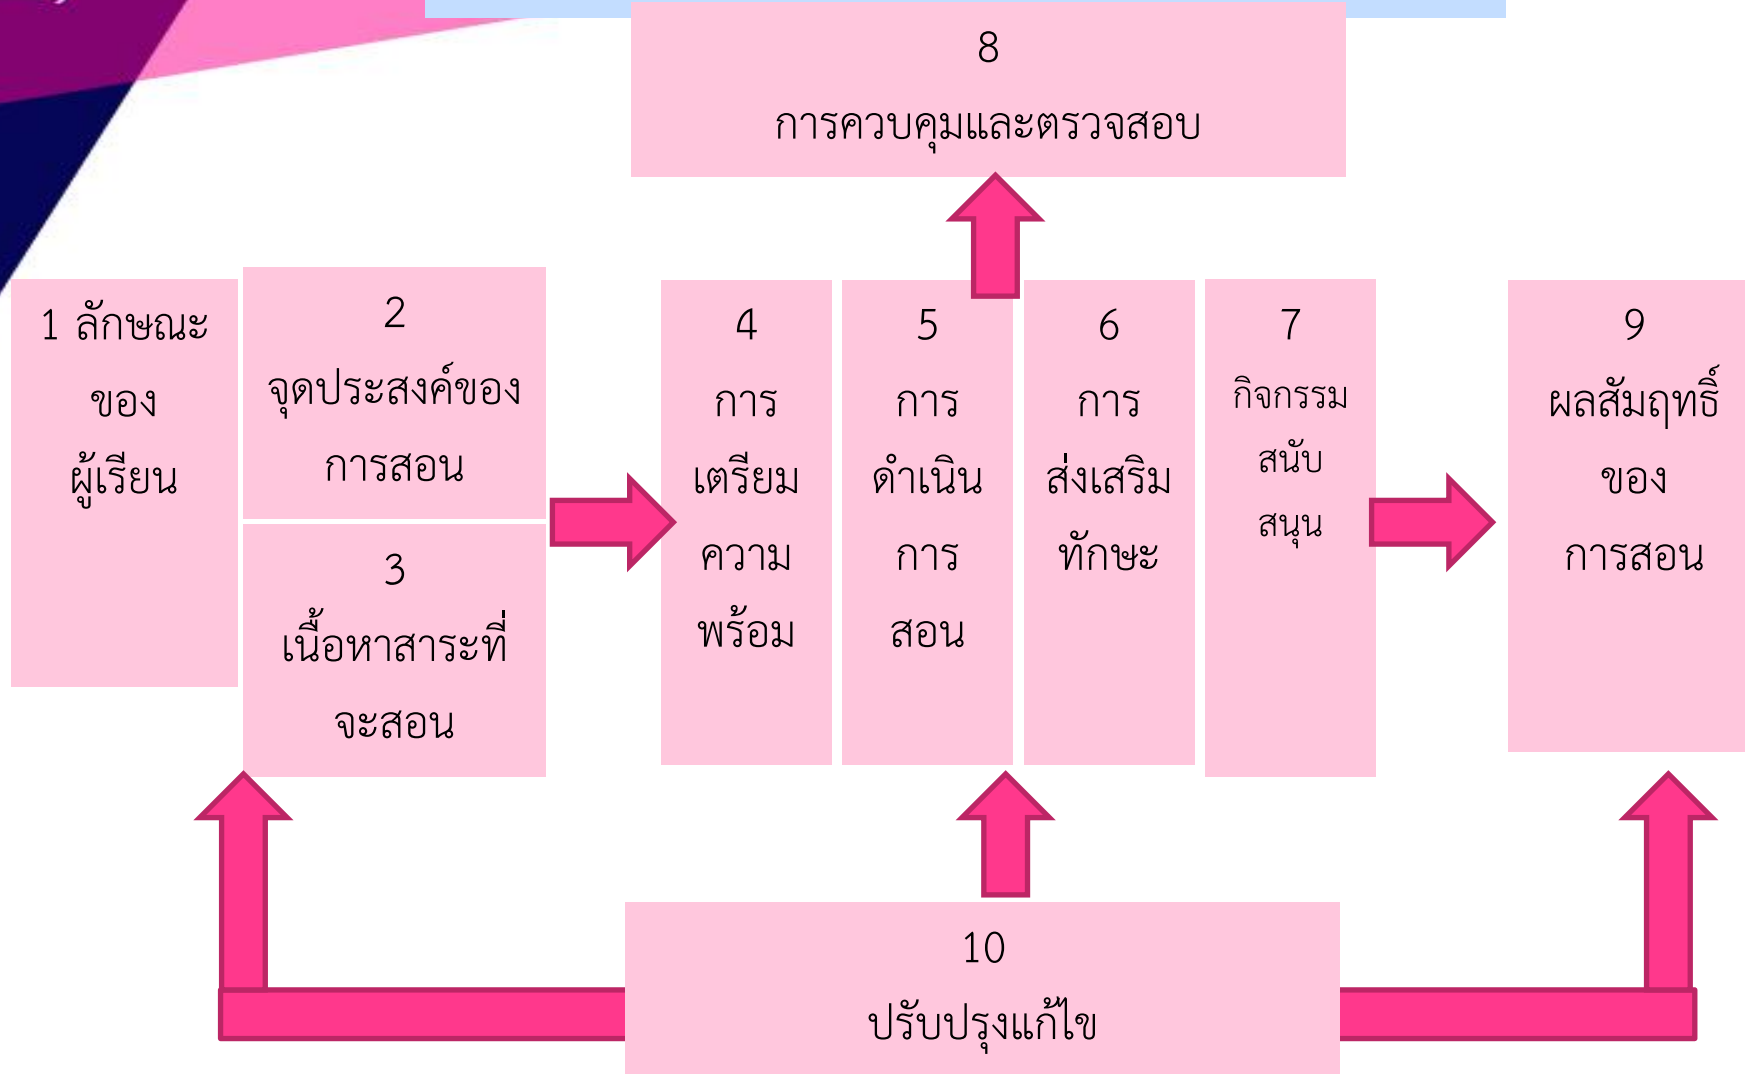 8
การควบคุมและตรวจสอบ
1 ลักษณะ
ของ
ผู้เรียน
2
จุดประสงค์ของ
การสอน
3
เนื้อหาสาระที่
จะสอน
4
การ
เตรียม
ความ
พร้อม
5
การ
ดำเนิน
การ
สอน
6
การ
ส่งเสริม
ทักษะ
7
กิจกรรม
สนับ
สนุน
9
ผลสัมฤทธิ์
ของ
การสอน
10
ปรับปรุงแก้ไข